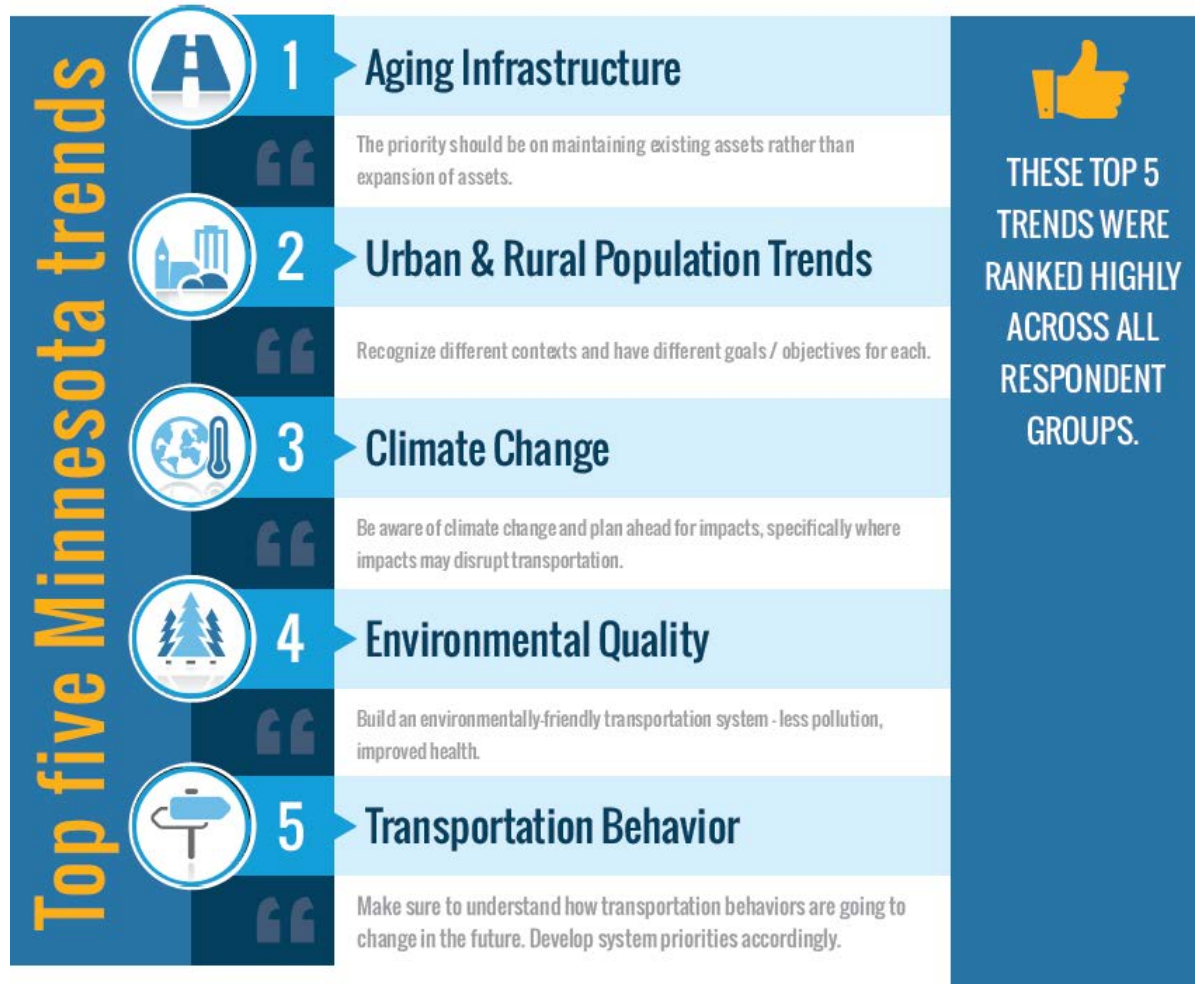 Top five Minnesota trends
1
Aging Infrastructure
The priority should be on maintaining existing assets rather than
expansion of assets.
2
Urban & Rural Population Trends
Recognize different contexts and have different goals / objectives for each.
3
Climate Change
Be aware of climate change and plan ahead for impacts, specifically where
impacts may disrupt transportation.
4
Environmental Quality
Build an environmentally-friendly transportation system - less pollution,
improved health.
5
Transportation Behavior
Make sure to understand how transportation behaviors are going to
change in the future. Develop system priorities accordingly.
THESE TOP 5
TRENDS WERE
RANKED HIGHLY
ACROSS ALL
RESPONDENT
GROUPS.